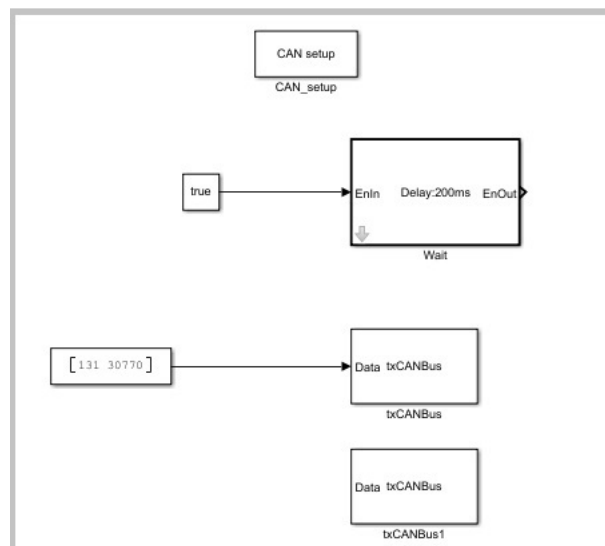 CAN setup
CAN_setup
true
EnIn Delay:200ms EnOut
Wait
[131 30770]
Data txCANBus
txCANBus
Data txCANBus
txCANBus1